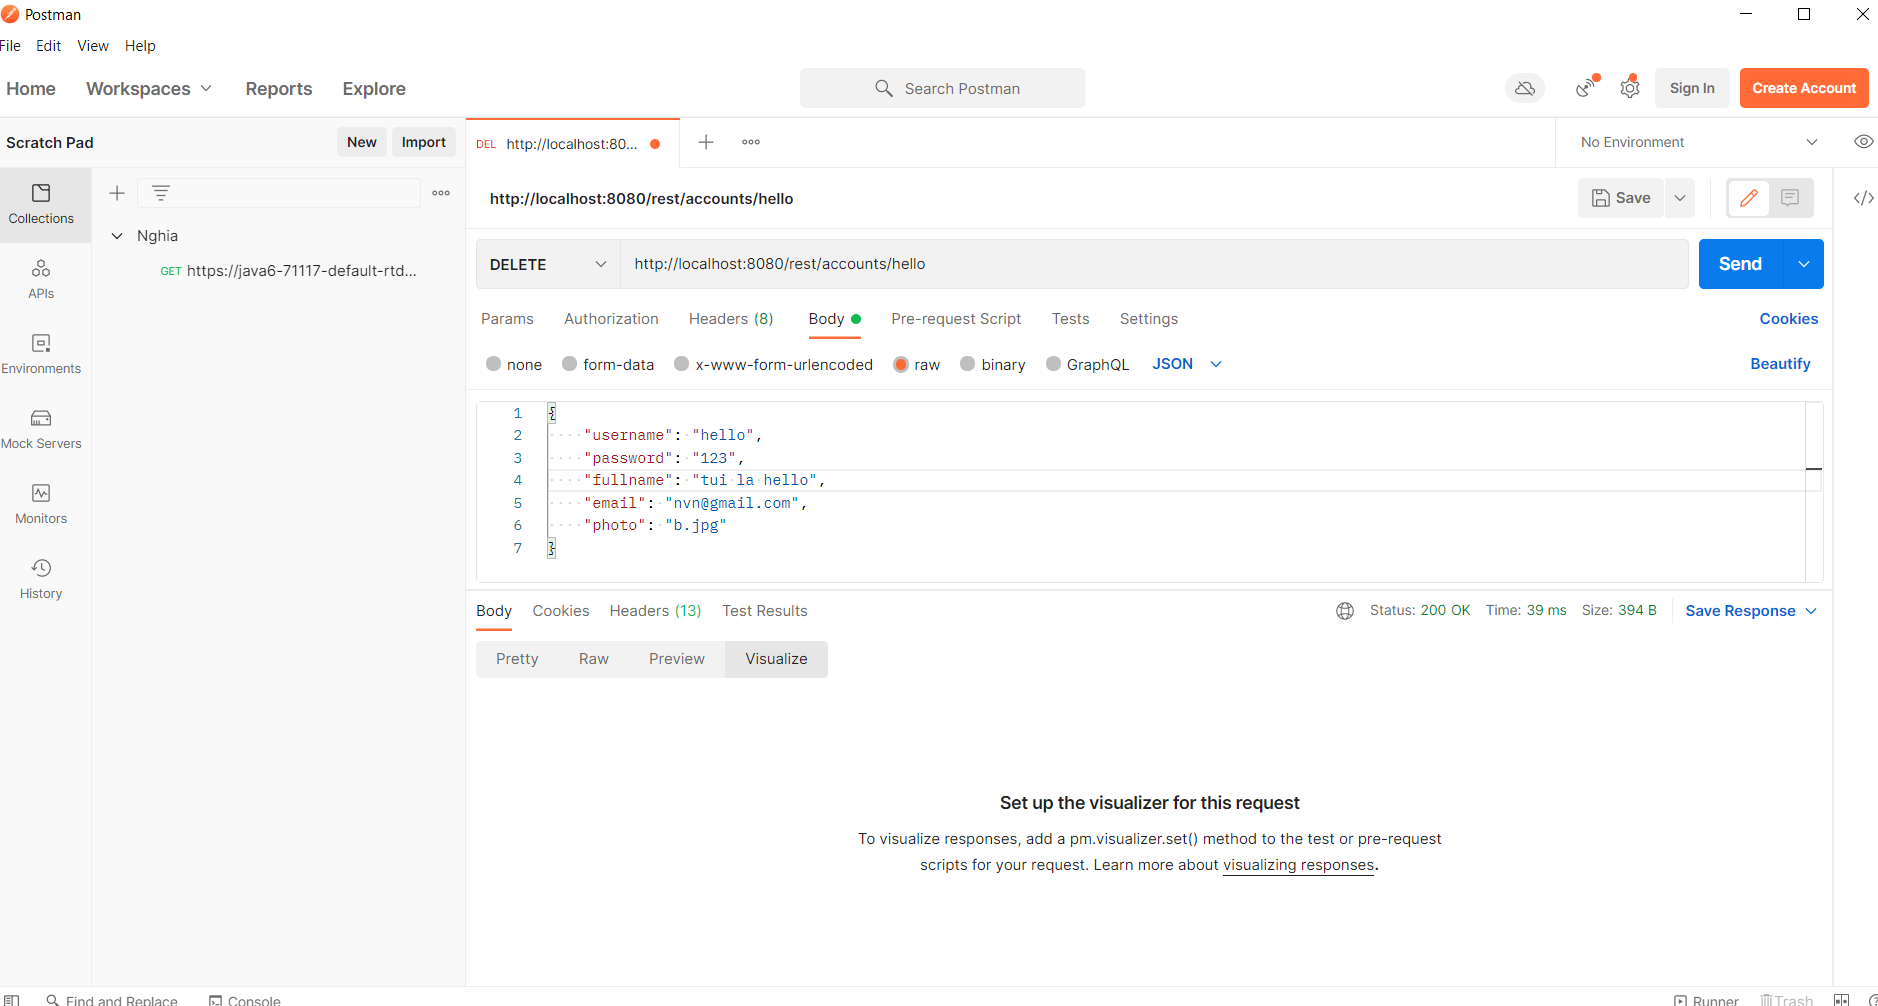 Postman
File Edit View Help
Home Workspaces Reports Explore Search Postman Sign In Create Account
Scratch Pad New Import DEL http://localhost:80... No Environment
Collections
http://localhost:8080/rest/accounts/hello Save
Nghia
GET https://java6-71117-default-rtd...
APIs
Environments
Mock Servers
Monitors
History
DELETE http://localhost:8080/rest/accounts/hello Send
Params Authorization Headers (8) Body Pre-request Script Tests Settings Cookies
none form-data x-www-form-urlencoded raw binary GraphQL JSON Beautify
1 {
2 "username": "hello",
3 "password": "123",
4 "fullname": "tui la hello",
5 "email": "nvn@gmail.com",
6 "photo": "b.jpg"
7 }
Body Cookies Headers (13) Test Results Status: 200 OK Time: 39 ms Size: 394 B Save Response
Pretty Raw Preview Visualize
Set up the visualizer for this request
To visualize responses, add a pm.visualizer.set() method to the test or pre-request
scripts for your request. Learn more about visualizing responses.
Find and Replace Console Runner Trash